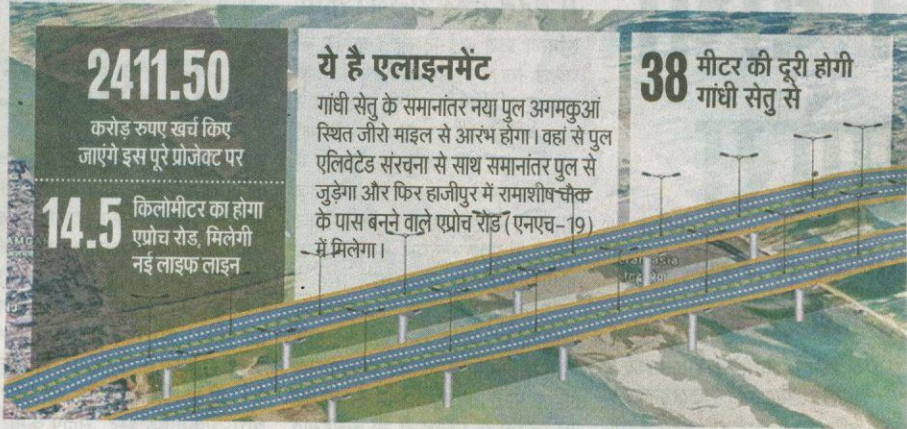 2411.50
करोड़ रुपए खर्च किए
जाएंगे इस पूरे प्रोजेक्ट पर
14.5 किलोमीटर का होगा
एप्रोच रोड, मिलेगी
नई लाइफ लाइन
ये है एलाइनमेंट
गांधी सेतु के समानांतर नया पुल अगमकुआं
स्थित जीरो माइल से आरंभ होगा। वहां से पुल
एलिवेटेड संरचना से साथ समानांतर पुल से
जुड़ेगा और फिर हाजीपुर में रामाशीष चौक
के पास बनने वाले एप्रोच रोड (एनएच-19)
में मिलेगा।
38 मीटर की दूरी होगी
गांधी सेतु से